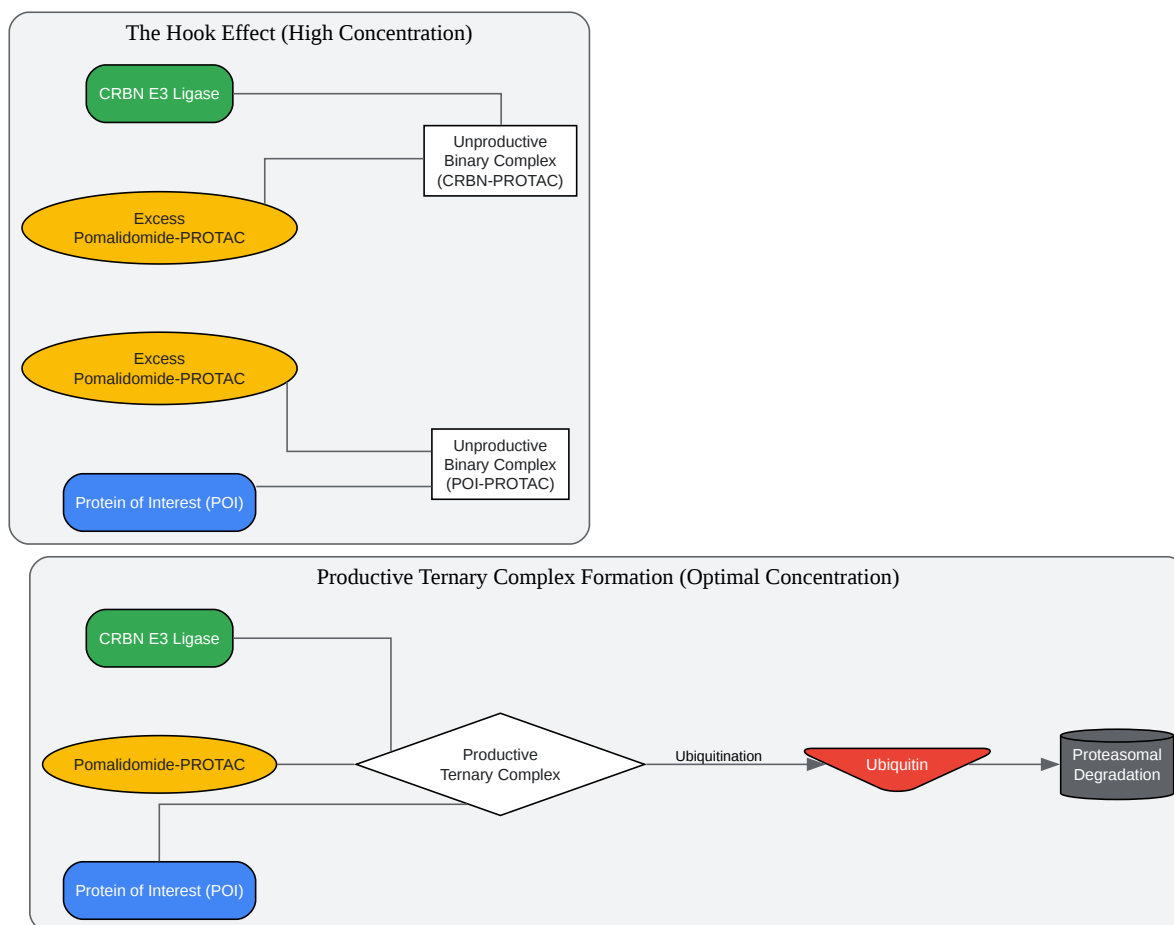 The Hook Effect (High Concentration)
CRBN E3 Ligase
Unproductive
Binary Complex
(CRBN-PROTAC)
Excess
Pomalidomide-PROTAC
Excess
Pomalidomide-PROTAC
Unproductive
Binary Complex
(POI-PROTAC)
Protein of Interest (POI)
Productive Ternary Complex Formation (Optimal Concentration)
CRBN E3 Ligase
Pomalidomide-PROTAC
Productive
Ternary Complex
Ubiquitination
Ubiquitin
Proteasomal
Degradation
Protein of Interest (POI)